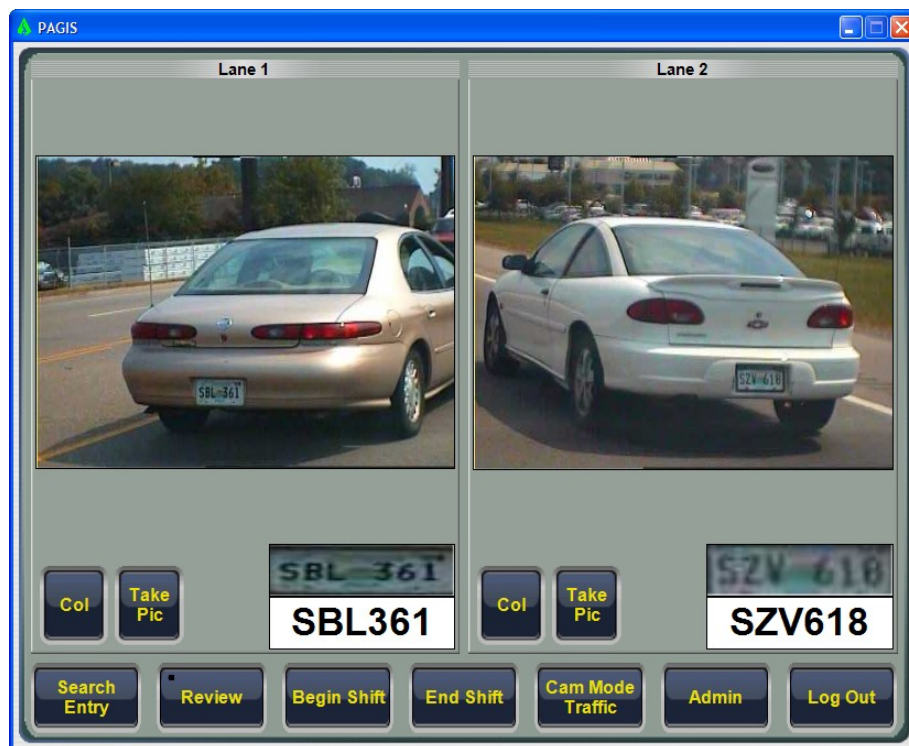 PAGIS
Lane 1
Lane 2
SBL-361
SZV-618
SBL 361
SZV 618
Col
Take
Pic
SBL361
Col
Take
Pic
SZV618
Search
Entry
Review
Begin Shift
End Shift
Cam Mode
Traffic
Admin
Log Out